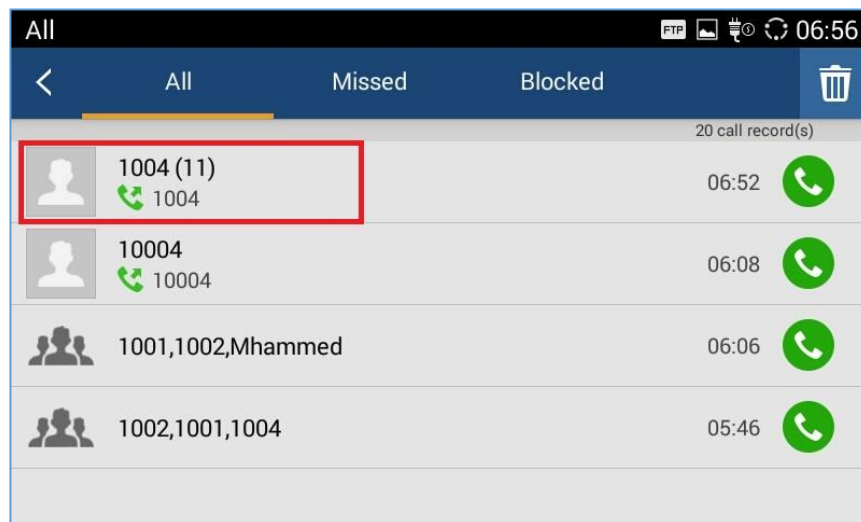 All
FTP 06:56
All Missed Blocked
20 call record(s)
1004 (11)
1004
06:52
10004
10004
06:08
1001,1002,Mhammed
06:06
1002,1001,1004
05:46